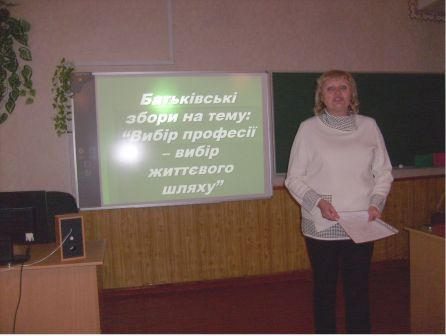 Батьківські
збори на тему:
“Вибір професії
– вибір
життєвого
шляху”